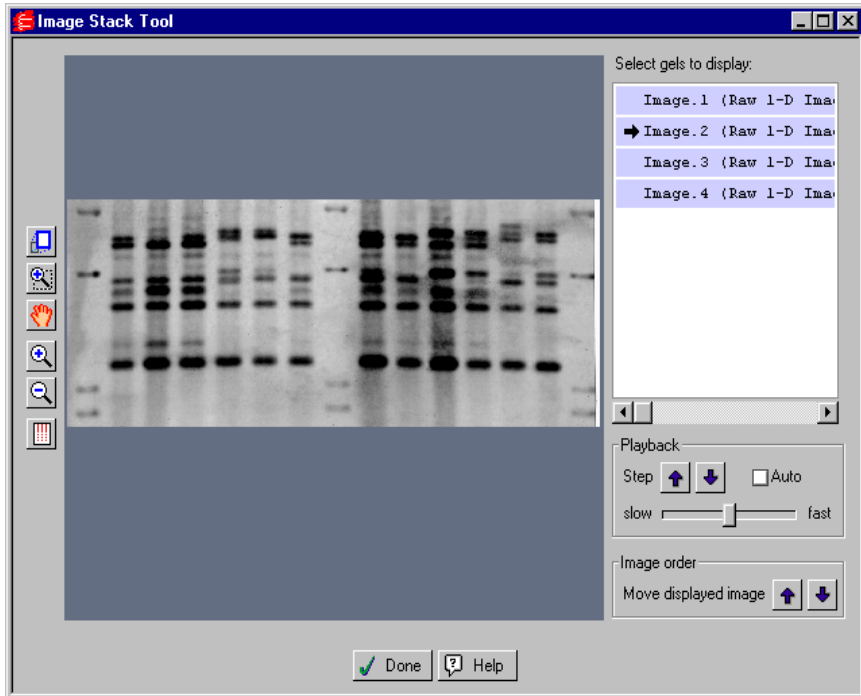 Image Stack Tool
Select gels to display:
Image.1 (Raw 1-D Ima
Image.2 (Raw 1-D Ima
Image.3 (Raw 1-D Ima
Image.4 (Raw 1-D Ima
Playback
Step
Auto
slow
fast
Image order
Move displayed image
Done
Help